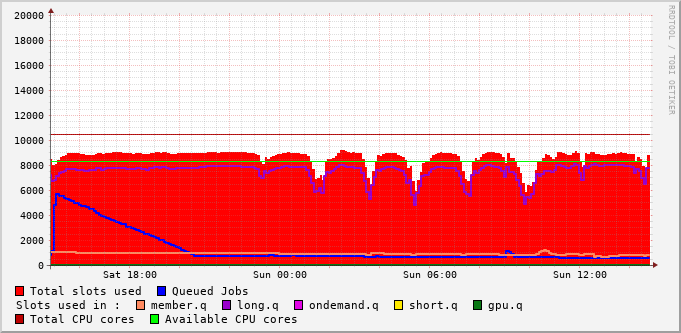 20000
18000
16000
14000
12000
10000
8000
6000
4000
2000
0
Sat 18:00 Sun 00:00 Sun 06:00 Sun 12:00
RRDTOOL / TOBI OETIKER
Total slots used Queued Jobs
Slots used in : member.q long.q ondemand.q short.q gpu.q
Total CPU cores Available CPU cores